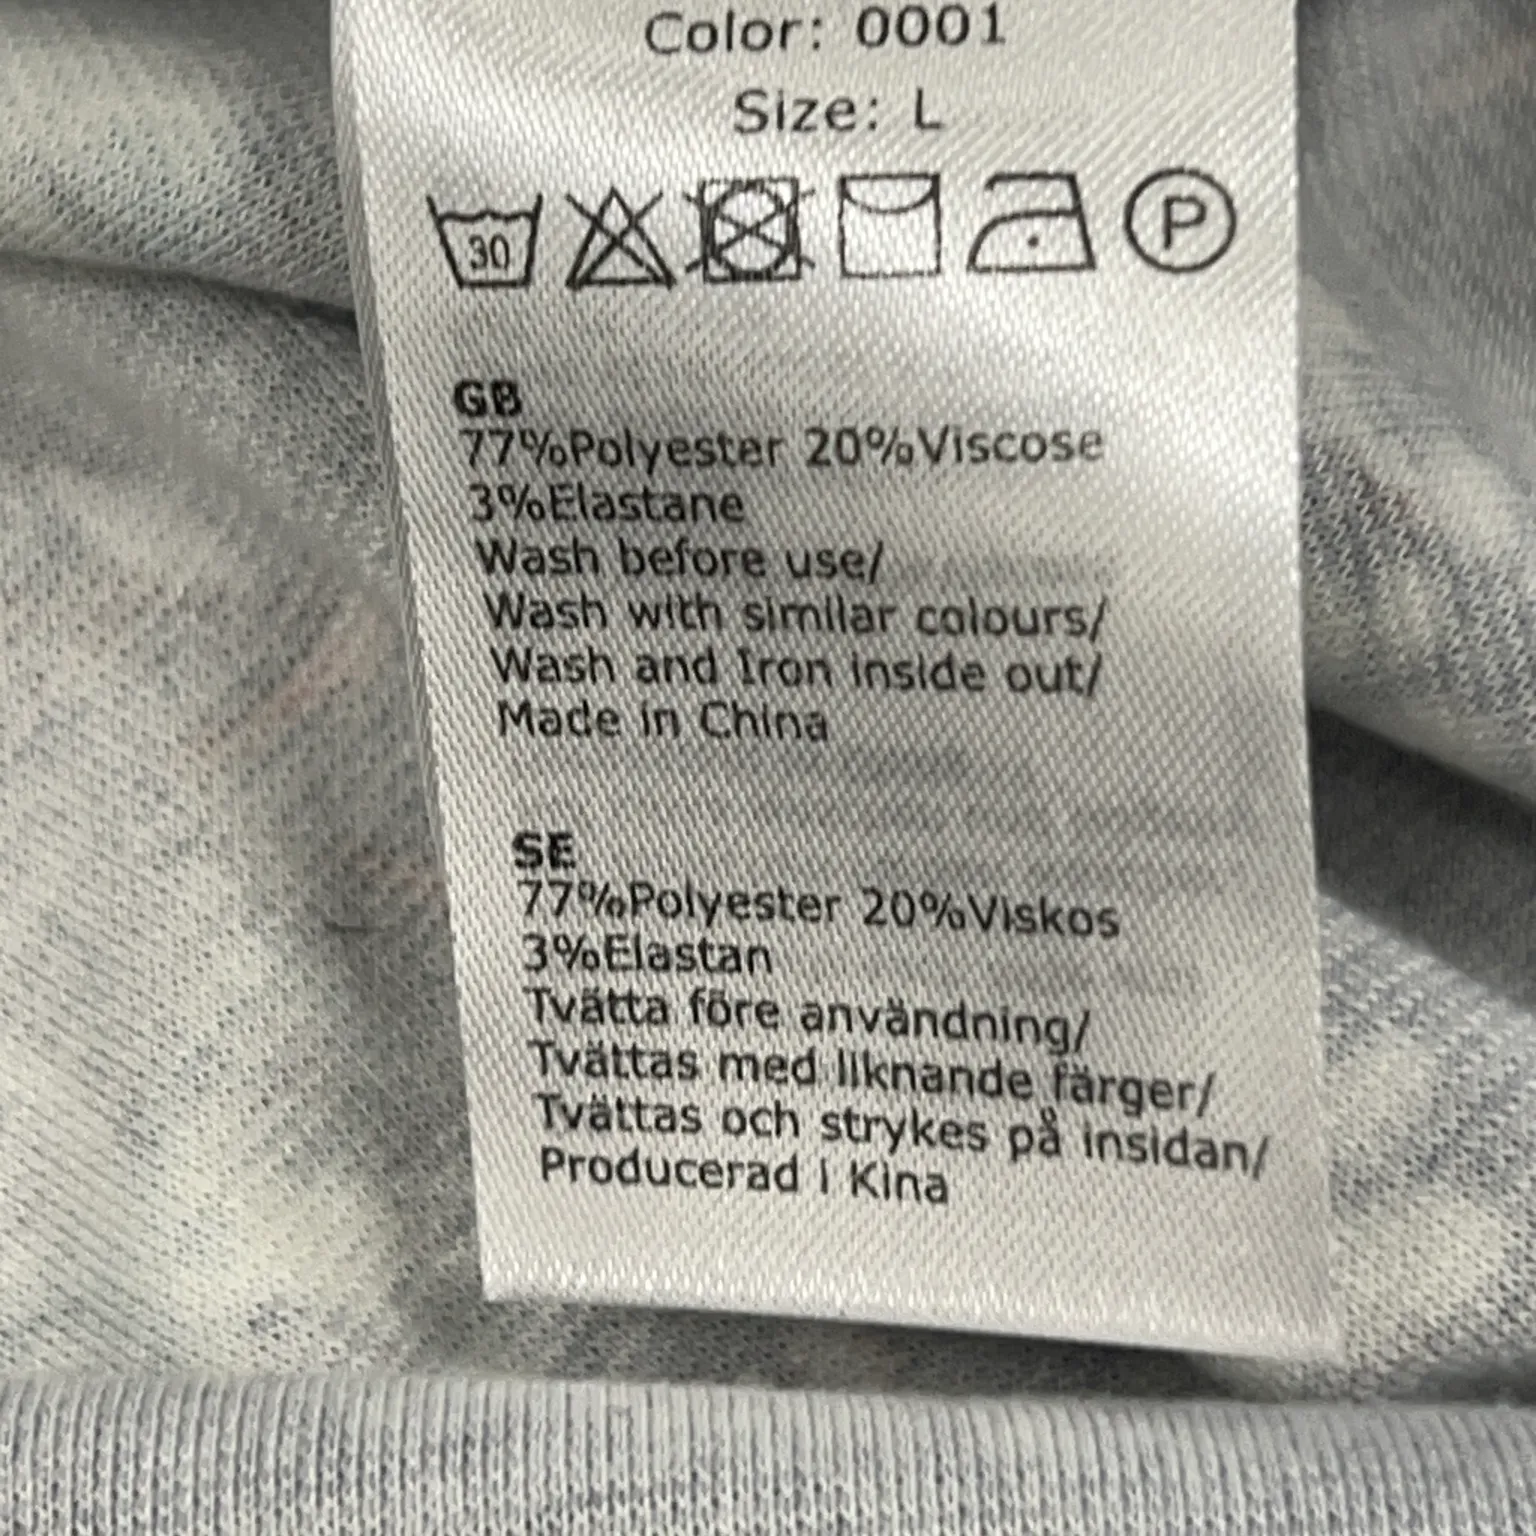 Color: 0001
Size: L
30
P
GB
77%Polyester 20%Viscose
3%Elastane
Wash before use/
Wash with similar colours/
Wash and Iron inside out/
Made in China
SE
77%Polyester 20%Viskos
3%Elastan
Tvätta före användning/
Tvättas med liknande färger/
Tvättas och strykes på insidan/
Producerad i Kina